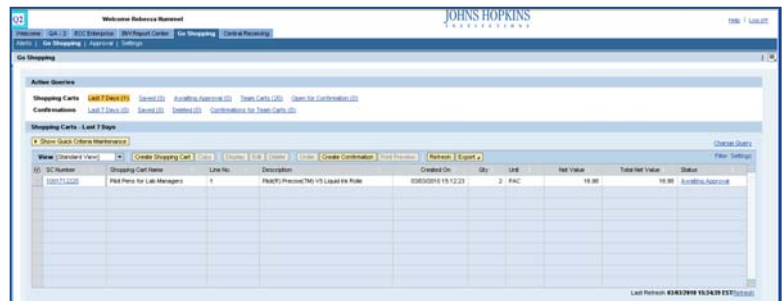 Q2 Welcome Rebecca Rummel JOHNS HOPKINS Help | Log off
INSTITUTIONS
Welcome QA - 2 ECC Enterprise BW Report Center Go Shopping Central Receiving
Alerts | Go Shopping | Approval | Settings
Go Shopping
Active Queries
Shopping Carts Last 7 Days (1) Saved (0) Awaiting Approval (0) Team Carts (20) Open for Confirmation (0)
Confirmations Last 7 Days (0) Saved (0) Deleted (0) Confirmations for Team Carts (0)
Shopping Carts - Last 7 Days
Show Quick Criteria Maintenance Change Query
View [Standard View] Create Shopping Cart Copy Display Edit Delete Order Create Confirmation Print Preview Refresh Export Filter Settings
SC Number Shopping Cart Name Line No. Description Created On Qty Unit Net Value Total Net Value Status
1001712225 Pilot Pens for Lab Managers 1 Pilot(R) Precise(TM) V5 Liquid Ink Rolle 03/03/2010 15:12:23 2 PAC 16.98 16.98 Awaiting Approval
Last Refresh 03/03/2010 15:34:39 EST Refresh